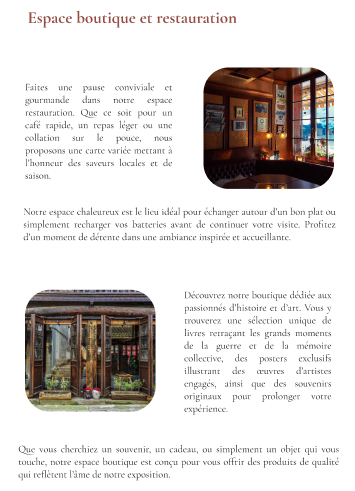 Espace boutique et restauration
Faites une pause conviviale et
gourmande dans notre espace
restauration. Que ce soit pour un
café rapide, un repas léger ou une
collation sur le pouce, nous
proposons une carte variée mettant à
l'honneur des saveurs locales et de
saison.
Notre espace chaleureux est le lieu idéal pour échanger autour d'un bon plat ou
simplement recharger vos batteries avant de continuer votre visite. Profitez
d'un moment de détente dans une ambiance inspirée et accueillante.
Découvrez notre boutique dédiée aux
passionnés d'histoire et d'art. Vous y
trouverez une sélection unique de
livres retraçant les grands moments
de la guerre et de la mémoire
collective, des posters exclusifs
illustrant des œuvres d'artistes
engagés, ainsi que des souvenirs
originaux pour prolonger votre
expérience.
Que vous cherchiez un souvenir, un cadeau, ou simplement un objet qui vous
touche, notre espace boutique est conçu pour vous offrir des produits de qualité
qui reflètent l'âme de notre exposition.